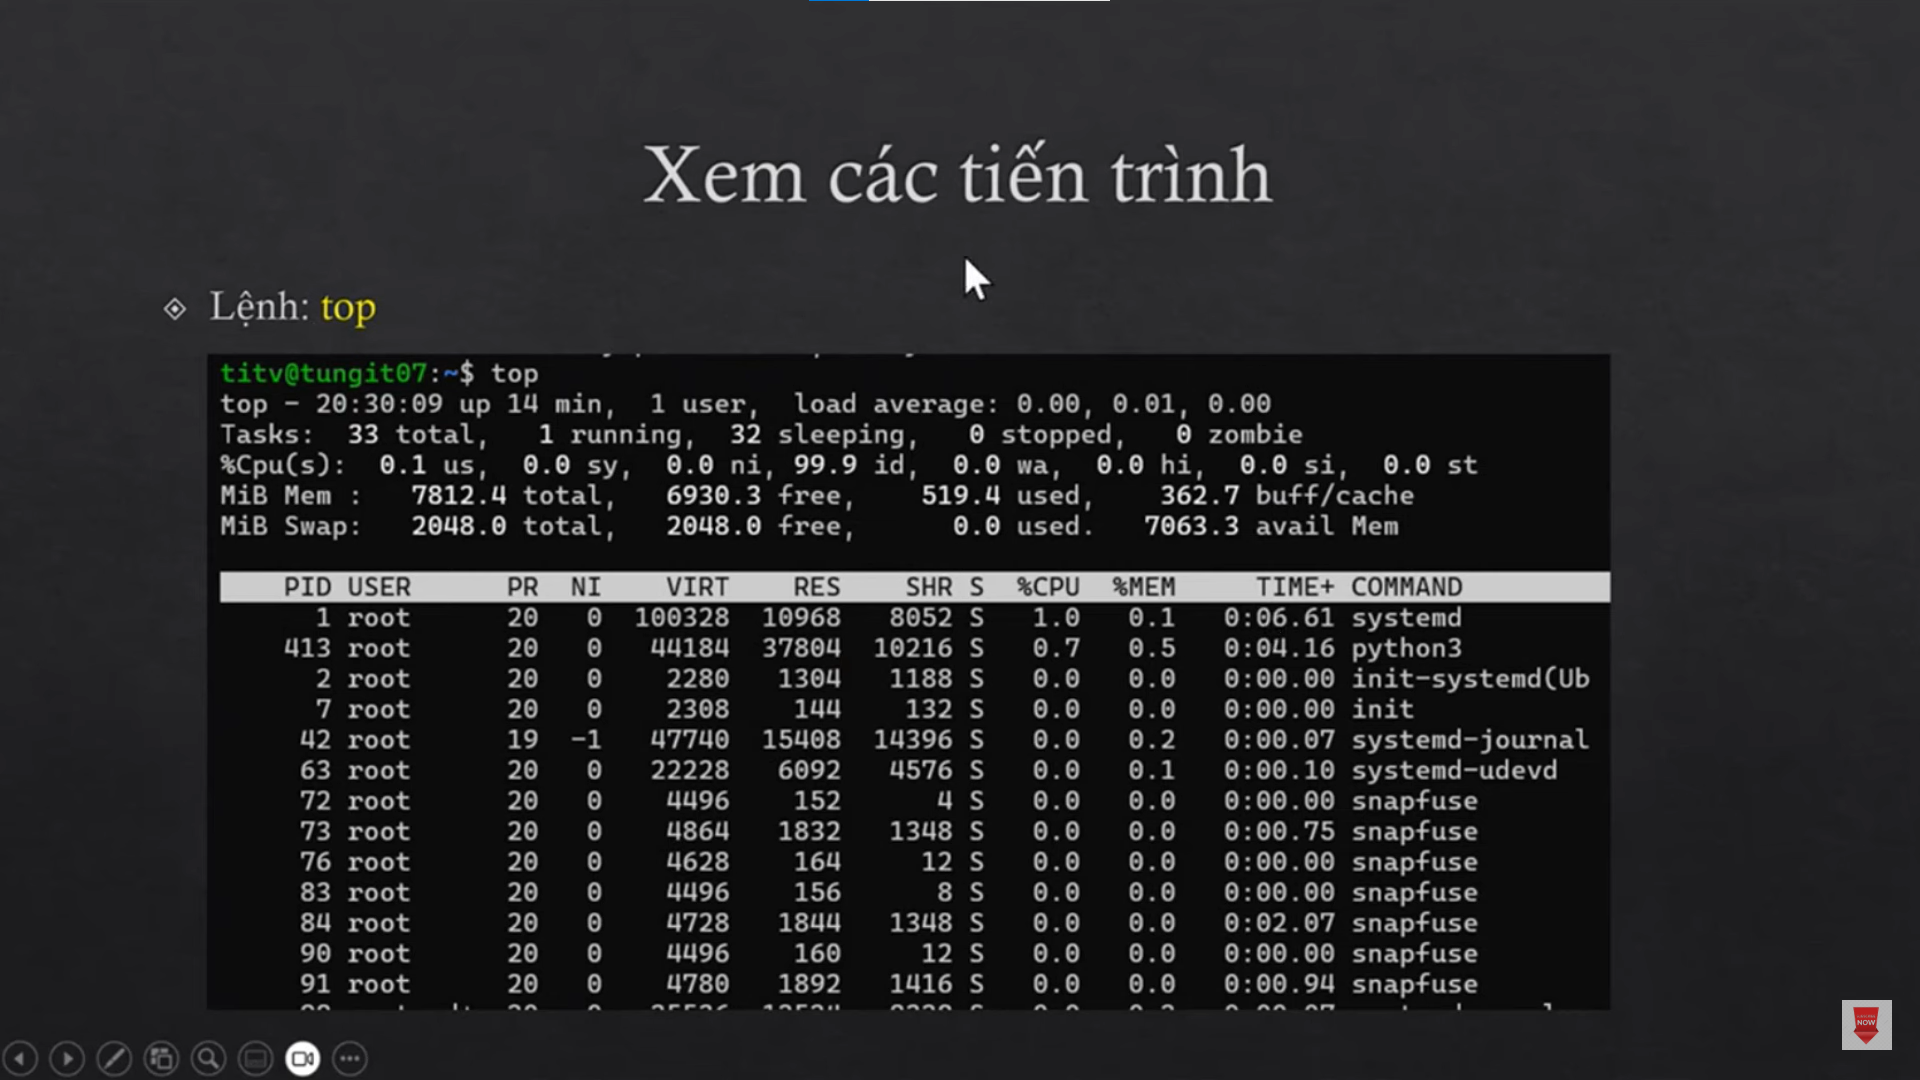 Xem các tiến trình
Lệnh: top
titv@tungit07:~$ top
top - 20:30:09 up 14 min,  1 user,  load average: 0.00, 0.01, 0.00
Tasks:  33 total,   1 running,  32 sleeping,   0 stopped,   0 zombie
%Cpu(s):  0.1 us,  0.0 sy,  0.0 ni, 99.9 id,  0.0 wa,  0.0 hi,  0.0 si,  0.0 st
MiB Mem :   7812.4 total,   6930.3 free,    519.4 used,    362.7 buff/cache
MiB Swap:   2048.0 total,   2048.0 free,      0.0 used.   7063.3 avail Mem
PID USER      PR  NI    VIRT    RES    SHR S  %CPU  %MEM     TIME+ COMMAND
1 root      20   0  100328  10968   8052 S   1.0   0.1   0:06.61 systemd
413 root      20   0   44184  37804  10216 S   0.7   0.5   0:04.16 python3
2 root      20   0    2280   1304   1188 S   0.0   0.0   0:00.00 init-systemd(Ub
7 root      20   0    2308    144    132 S   0.0   0.0   0:00.00 init
42 root      19  -1   47740  15408  14396 S   0.0   0.2   0:00.07 systemd-journal
63 root      20   0   22228   6092   4576 S   0.0   0.1   0:00.10 systemd-udevd
72 root      20   0    4496    152      4 S   0.0   0.0   0:00.00 snapfuse
73 root      20   0    4864   1832   1348 S   0.0   0.0   0:00.75 snapfuse
76 root      20   0    4628    164     12 S   0.0   0.0   0:00.00 snapfuse
83 root      20   0    4496    156      8 S   0.0   0.0   0:00.00 snapfuse
84 root      20   0    4728   1844   1348 S   0.0   0.0   0:02.07 snapfuse
90 root      20   0    4496    160     12 S   0.0   0.0   0:00.00 snapfuse
91 root      20   0    4780   1892   1416 S   0.0   0.0   0:00.94 snapfuse
NOW